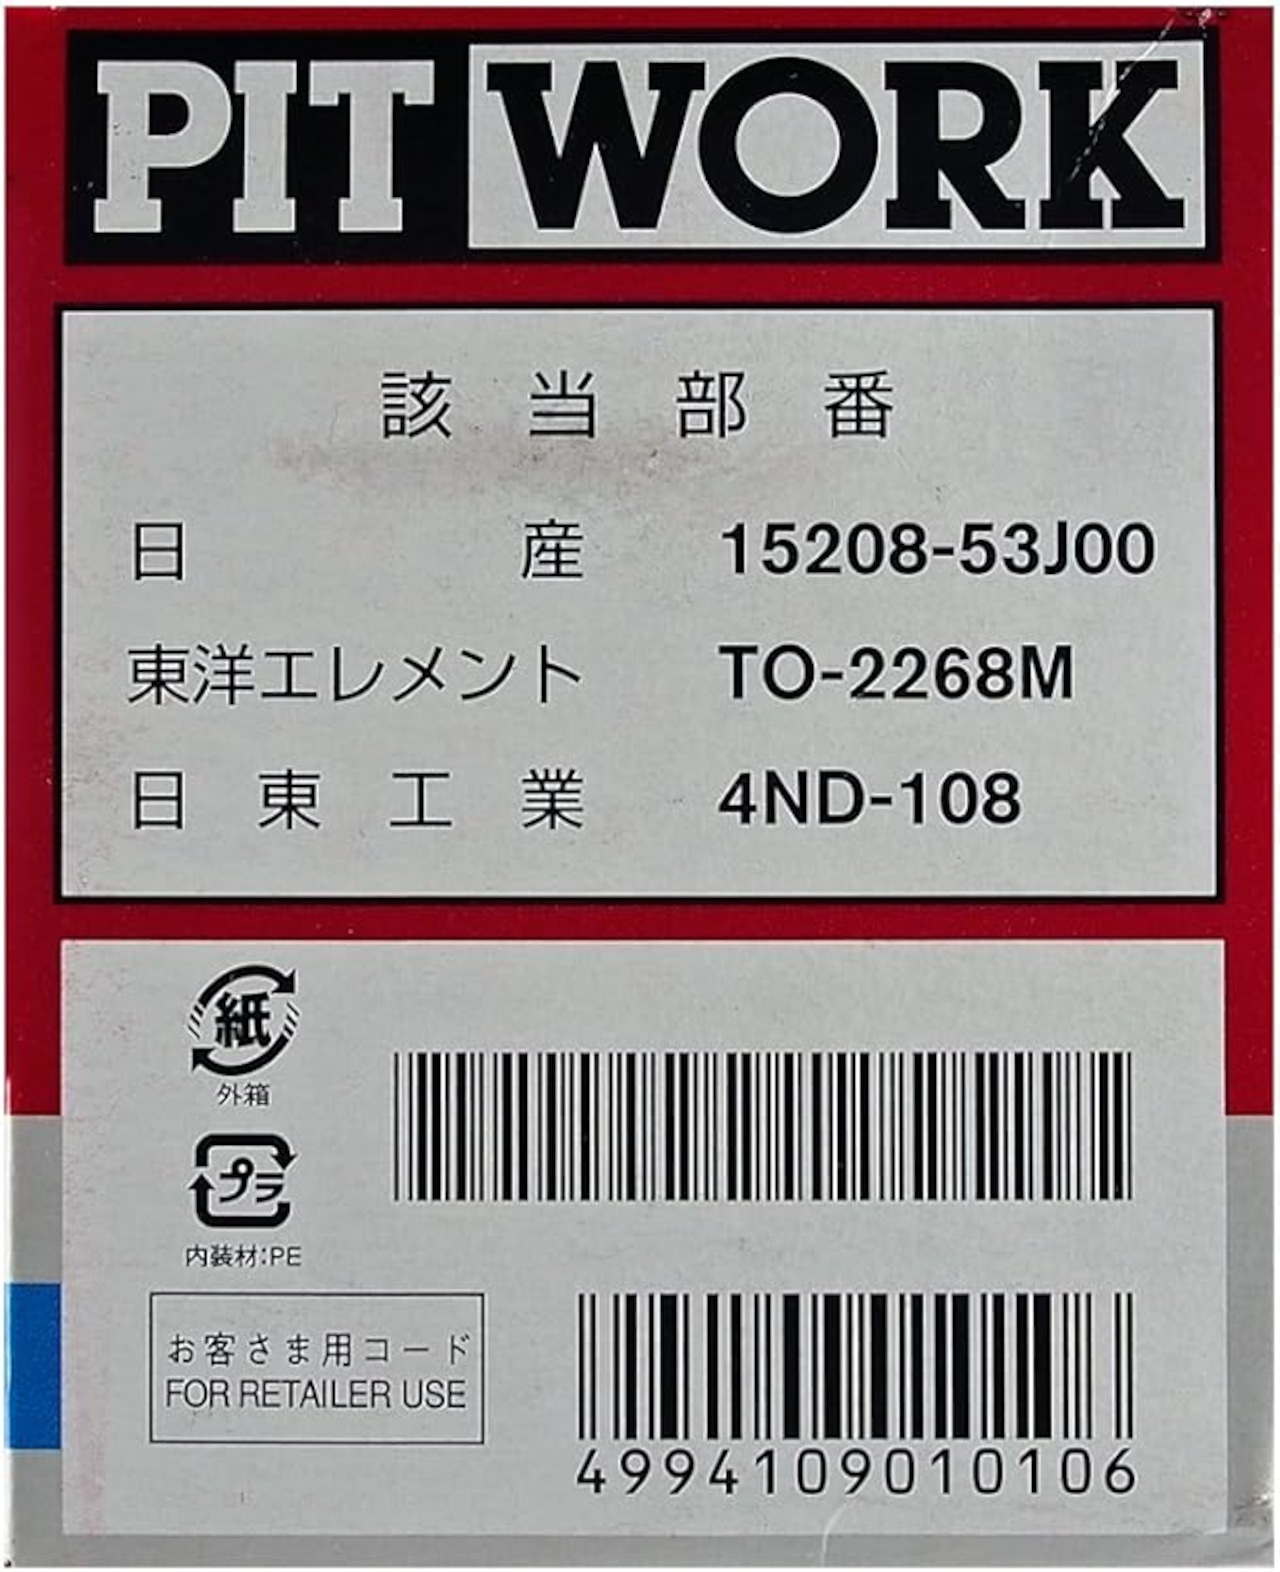 PIT WORK
該当部番
日産 15208-53J00
東洋エレメント TO-2268M
日東工業 4ND-108
紙
外箱
プラ
内装材:PE
お客さま用コード
FOR RETAILER USE
4994109010106